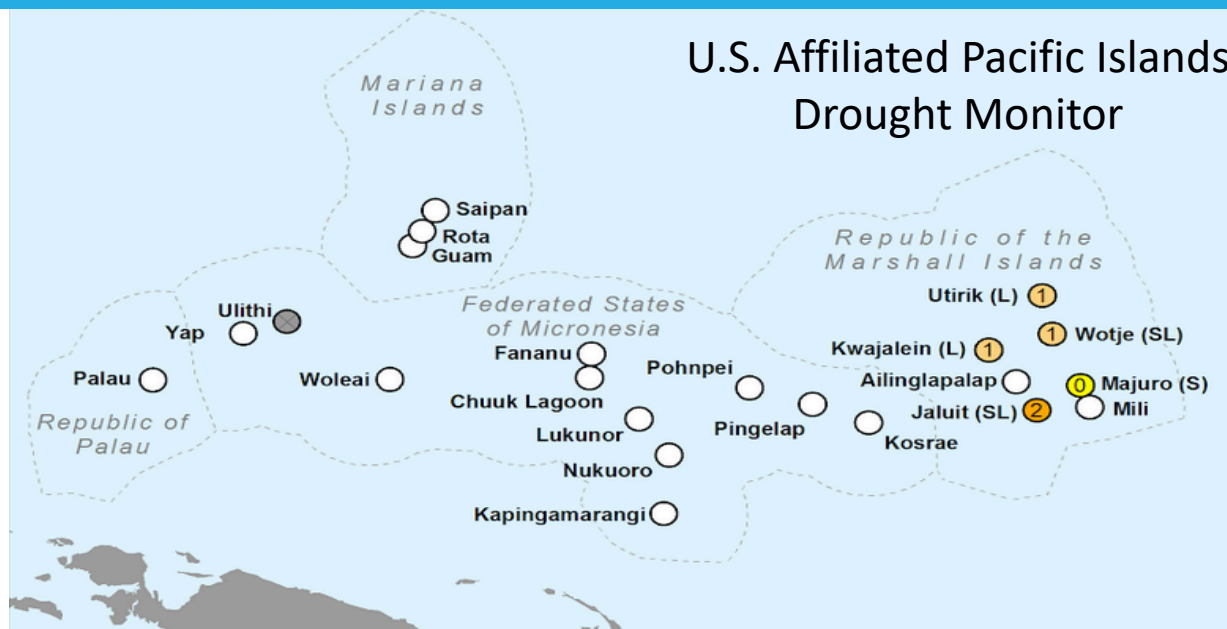 U.S. Affiliated Pacific Islands
Drought Monitor
Mariana
Islands
Saipan
Rota
Guam
Republic of the
Marshall Islands
Utirik (L) 1
Ulithi
Federated States
of Micronesia
Yap
1 Wotje (SL)
Kwajalein (L) 1
Fananu
Pohnpei
Palau
Woleai
Ailinglapalap
0 Majuro (S)
Chuuk Lagoon
Jaluit (SL) 2
Mili
Republic of
Palau
Lukunor
Pingelap
Kosrae
Nukuoro
Kapingamarangi